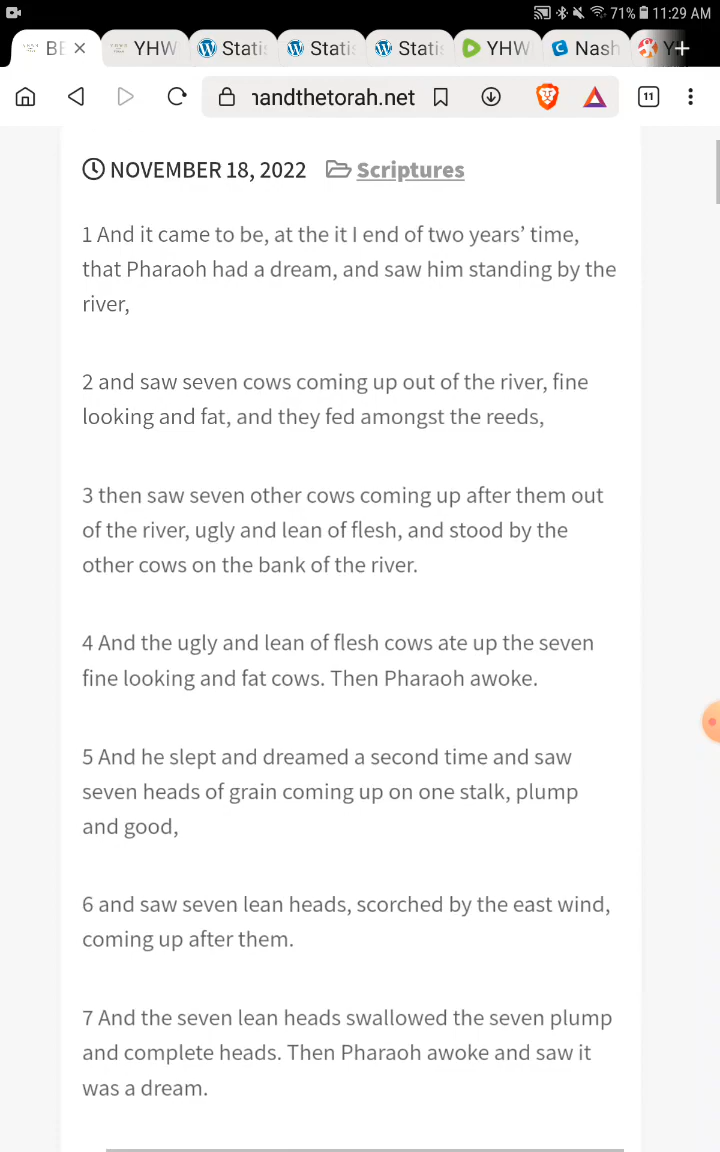 71% 11:29 AM
BE YHW Statis Statis Statis YHW Nash Y
handthetorah.net 11
NOVEMBER 18, 2022 Scriptures
1 And it came to be, at the it I end of two years’ time,
that Pharaoh had a dream, and saw him standing by the
river,
2 and saw seven cows coming up out of the river, fine
looking and fat, and they fed amongst the reeds,
3 then saw seven other cows coming up after them out
of the river, ugly and lean of flesh, and stood by the
other cows on the bank of the river.
4 And the ugly and lean of flesh cows ate up the seven
fine looking and fat cows. Then Pharaoh awoke.
5 And he slept and dreamed a second time and saw
seven heads of grain coming up on one stalk, plump
and good,
6 and saw seven lean heads, scorched by the east wind,
coming up after them.
7 And the seven lean heads swallowed the seven plump
and complete heads. Then Pharaoh awoke and saw it
was a dream.